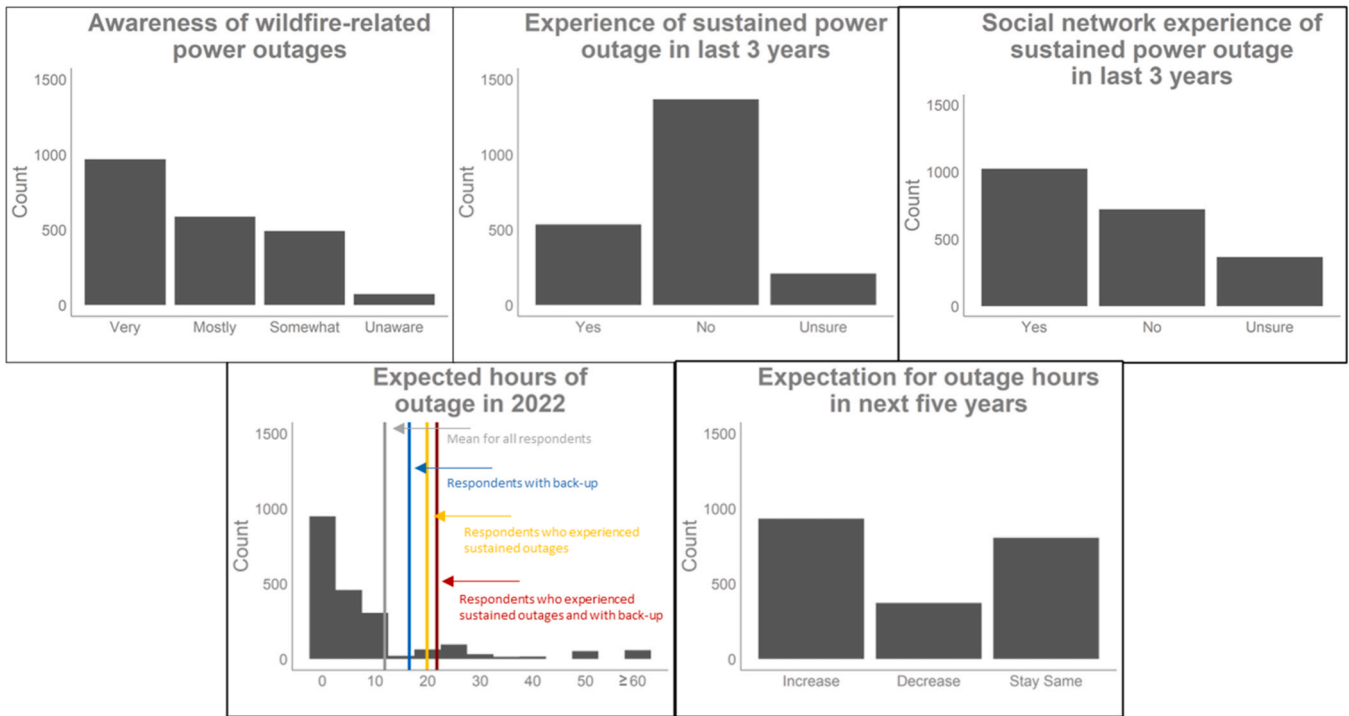 Awareness of wildfire-related
power outages
1500
1000
500
0
Count
Very Mostly Somewhat Unaware
Experience of sustained power
outage in last 3 years
1500
1000
500
0
Count
Yes No Unsure
Social network experience of
sustained power outage
in last 3 years
1500
1000
500
0
Count
Yes No Unsure
Expected hours of
outage in 2022
1500
1000
500
0
Count
Mean for all respondents
Respondents with back-up
Respondents who experienced
sustained outages
Respondents who experienced
sustained outages and with back-up
0 10 20 30 40 50 ≥60
Expectation for outage hours
in next five years
1500
1000
500
0
Count
Increase Decrease Stay Same